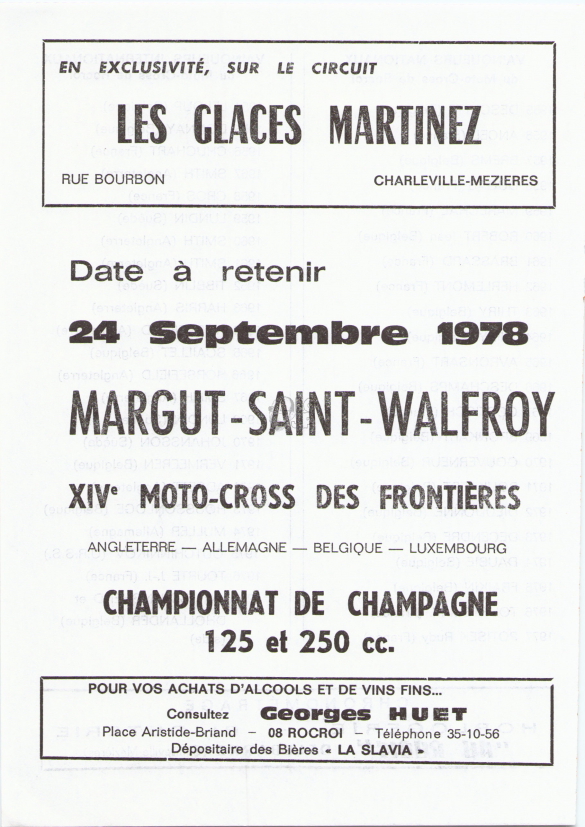 EN EXCLUSIVITÉ, SUR LE CIRCUIT
LES GLACES MARTINEZ
RUE BOURBON CHARLEVILLE-MEZIERES
Date à retenir
24 Septembre 1978
MARGUT-SAINT-WALFROY
XIVᵉ MOTO-CROSS DES FRONTIÈRES
ANGLETERRE — ALLEMAGNE — BELGIQUE — LUXEMBOURG
CHAMPIONNAT DE CHAMPAGNE
125 et 250 cc.
POUR VOS ACHATS D'ALCOOLS ET DE VINS FINS...
Consultez Georges HUET
Place Aristide-Briand – 08 ROCROI – Téléphone 35-10-56
Dépositaire des Bières « LA SLAVIA »